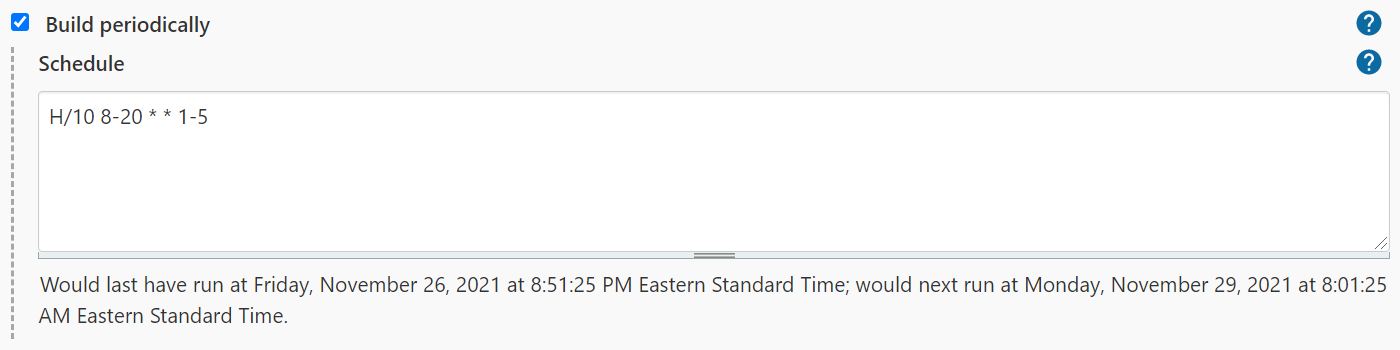 Build periodically
?
Schedule
?
H/10 8-20 * * 1-5
Would last have run at Friday, November 26, 2021 at 8:51:25 PM Eastern Standard Time; would next run at Monday, November 29, 2021 at 8:01:25
AM Eastern Standard Time.